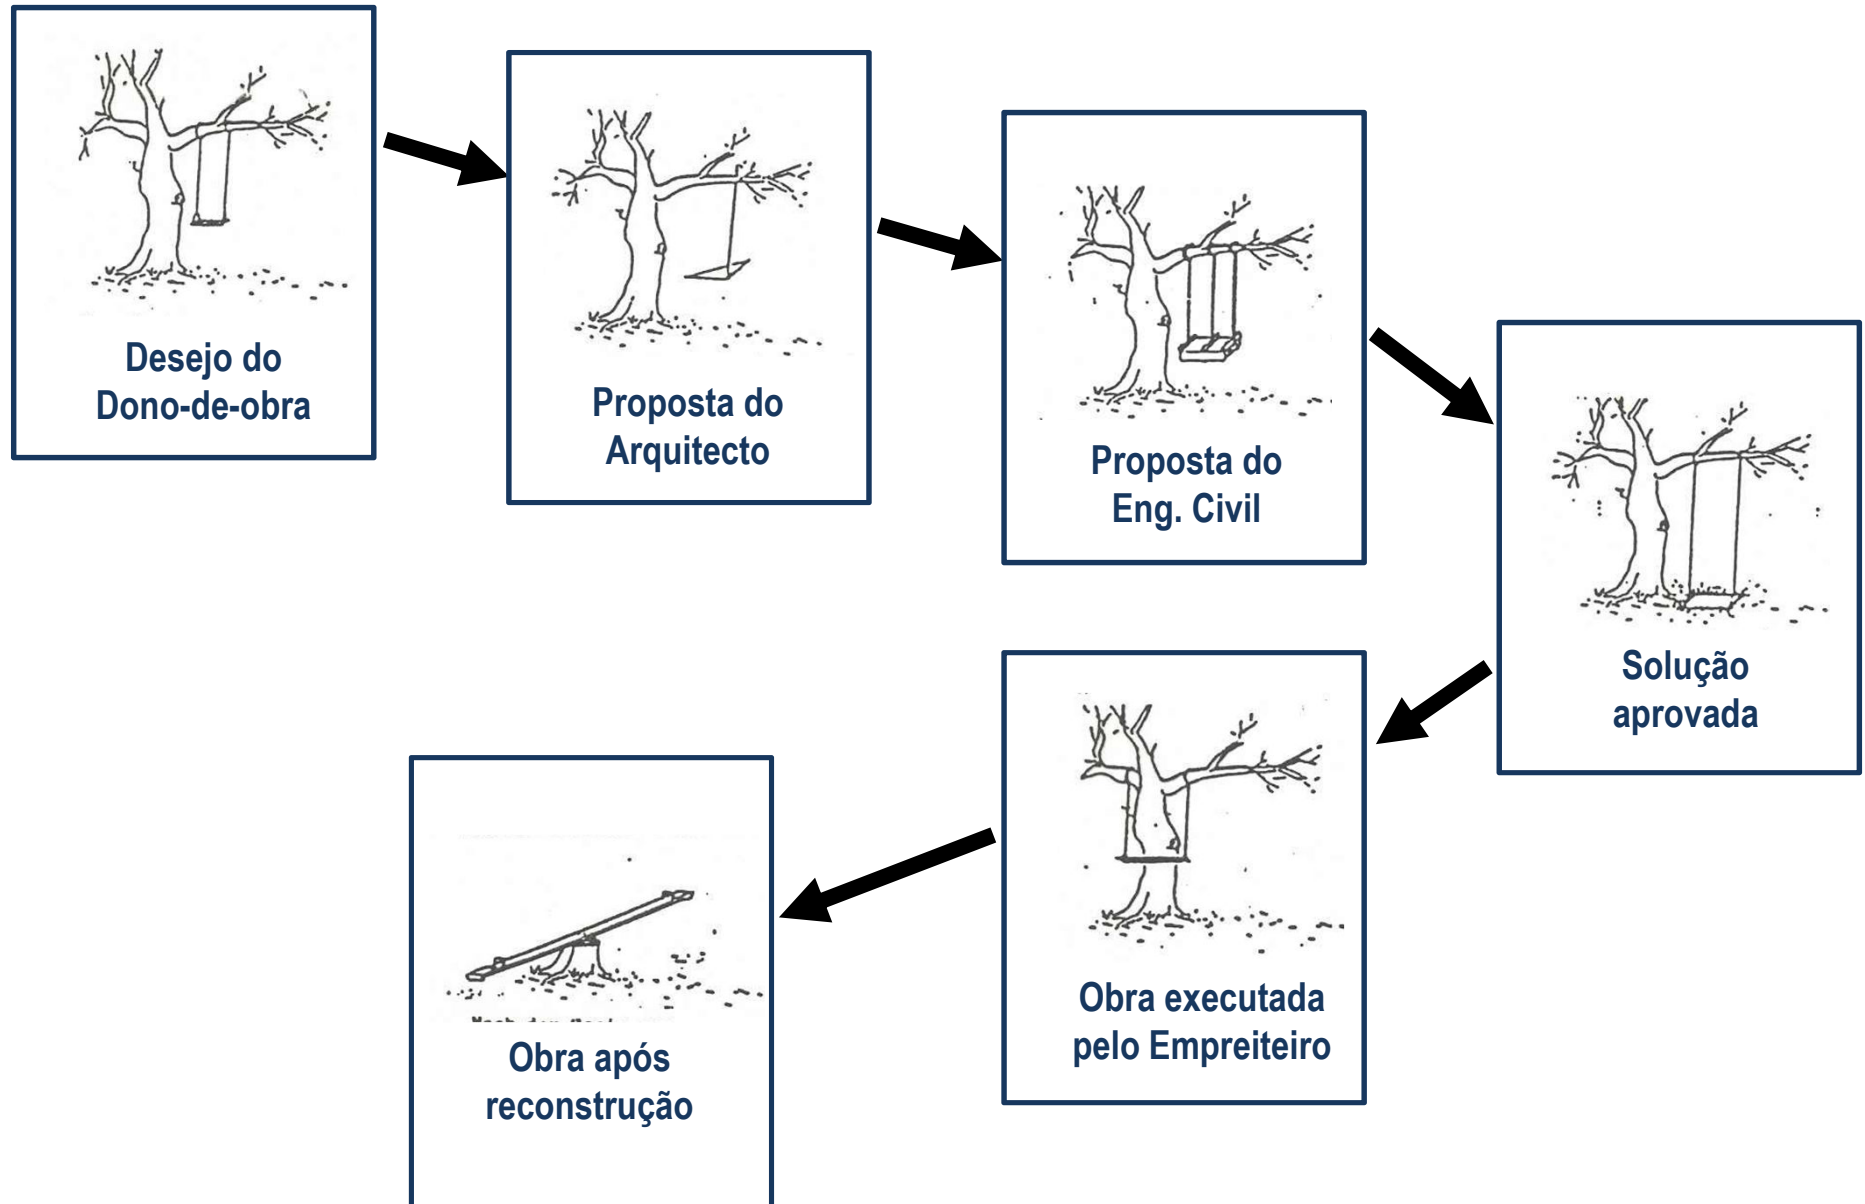 Desejo do
Dono-de-obra
Proposta do
Arquitecto
Proposta do
Eng. Civil
Solução
aprovada
Obra executada
pelo Empreiteiro
Obra após
reconstrução